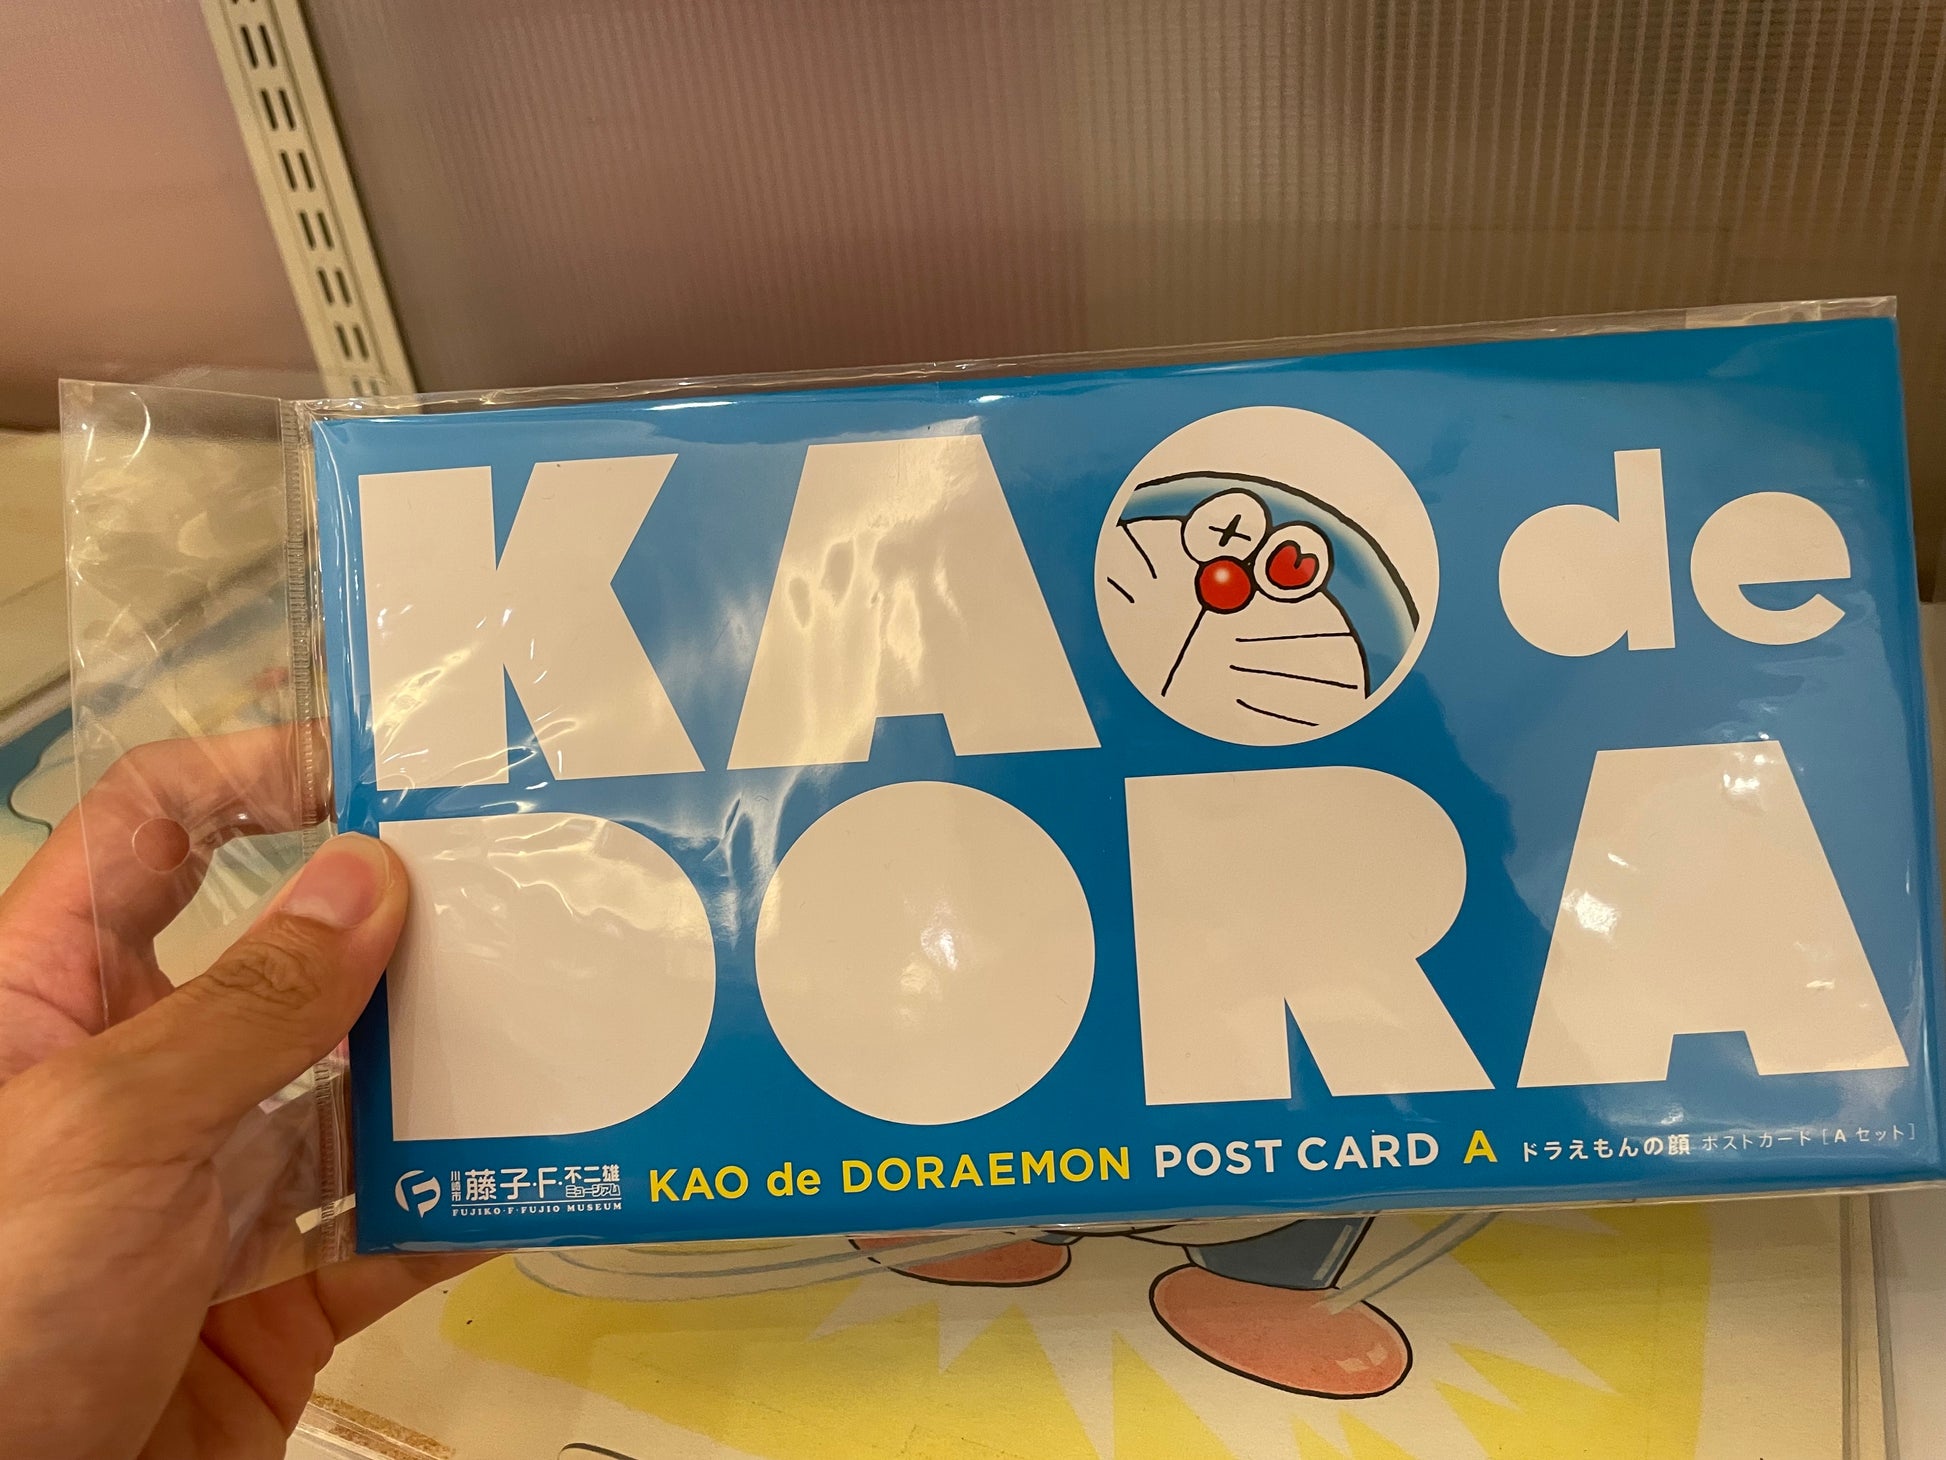 KAO de
DORA
川崎市 藤子・F・不二雄 ミュージアム
FUJIKO・F・FUJIO MUSEUM
KAO de DORAEMON POST CARD A ドラえもんの顔 ポストカード [A セット]